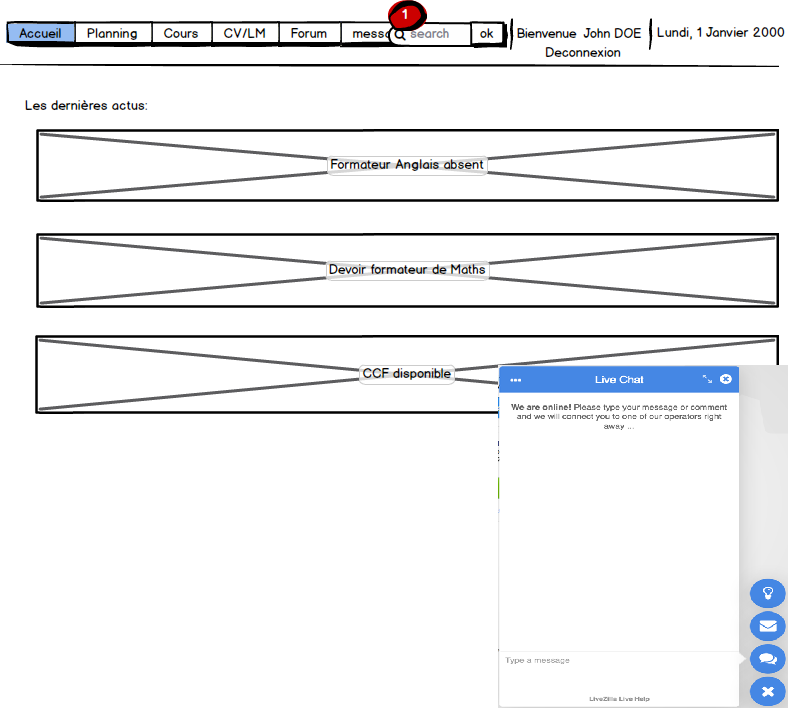 1
Accueil Planning Cours CV/LM Forum search ok Bienvenue John DOE Lundi, 1 Janvier 2000
Deconnexion
Les dernières actus:
Formateur Anglais absent
Devoir formateur de Maths
CCF disponible
Live Chat
We are online! Please type your message or comment
and we will connect you to one of our operators right
away ...
Type a message
LiveZilla Live Help